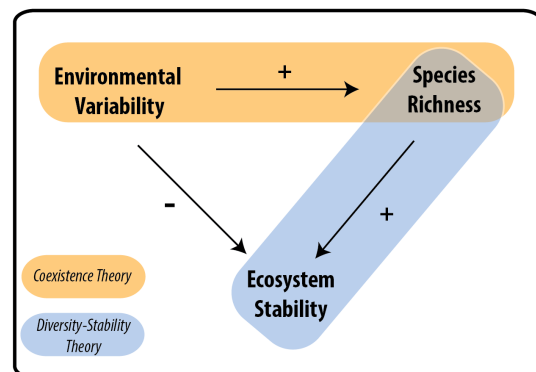 Environmental
Variability
+
Species
Richness
-
+
Ecosystem
Stability
Coexistence Theory
Diversity-Stability
Theory